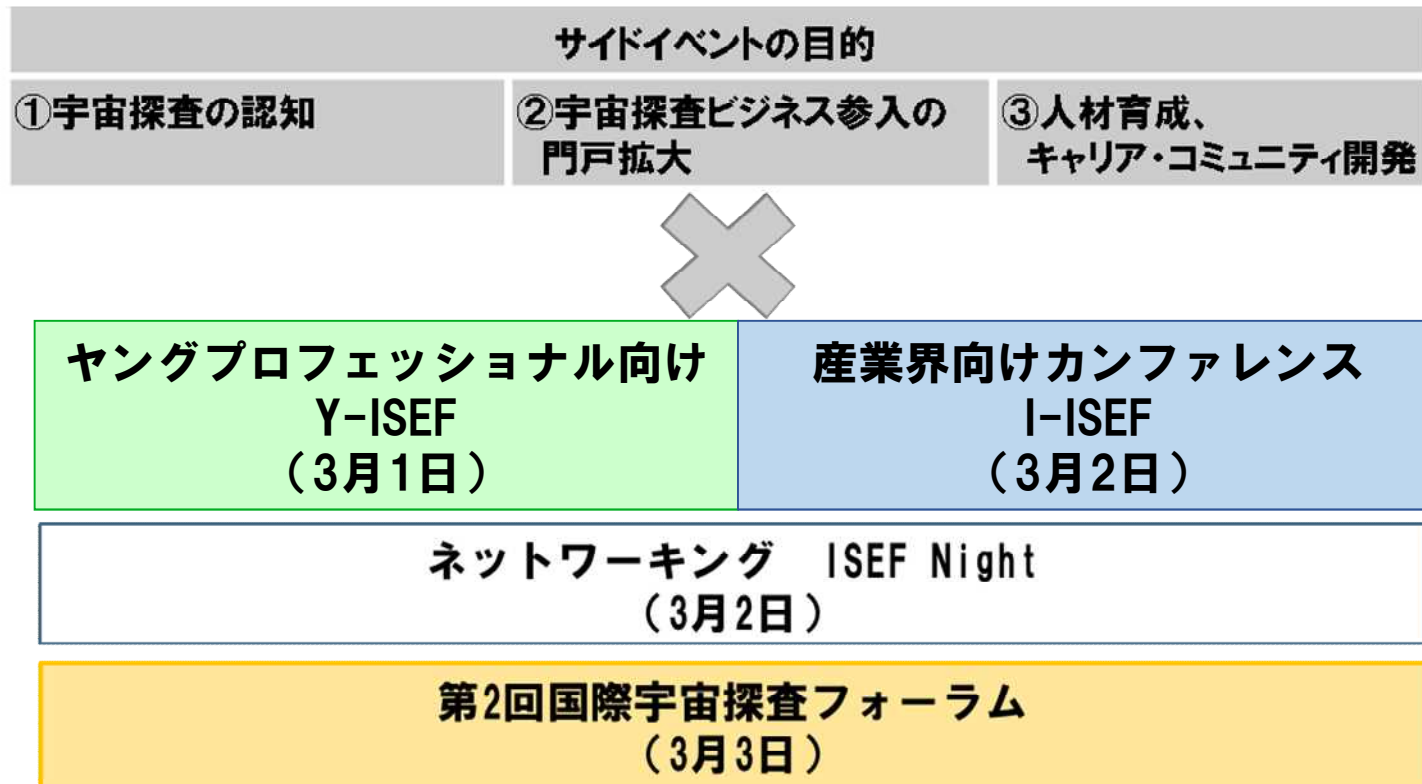 サイドイベントの目的
①宇宙探査の認知
②宇宙探査ビジネス参入の
門戸拡大
③人材育成、
キャリア・コミュニティ開発
ヤングプロフェッショナル向け
Y-ISEF
（3月1日）
産業界向けカンファレンス
I-ISEF
（3月2日）
ネットワーキング　ISEF Night
（3月2日）
第2回国際宇宙探査フォーラム
（3月3日）